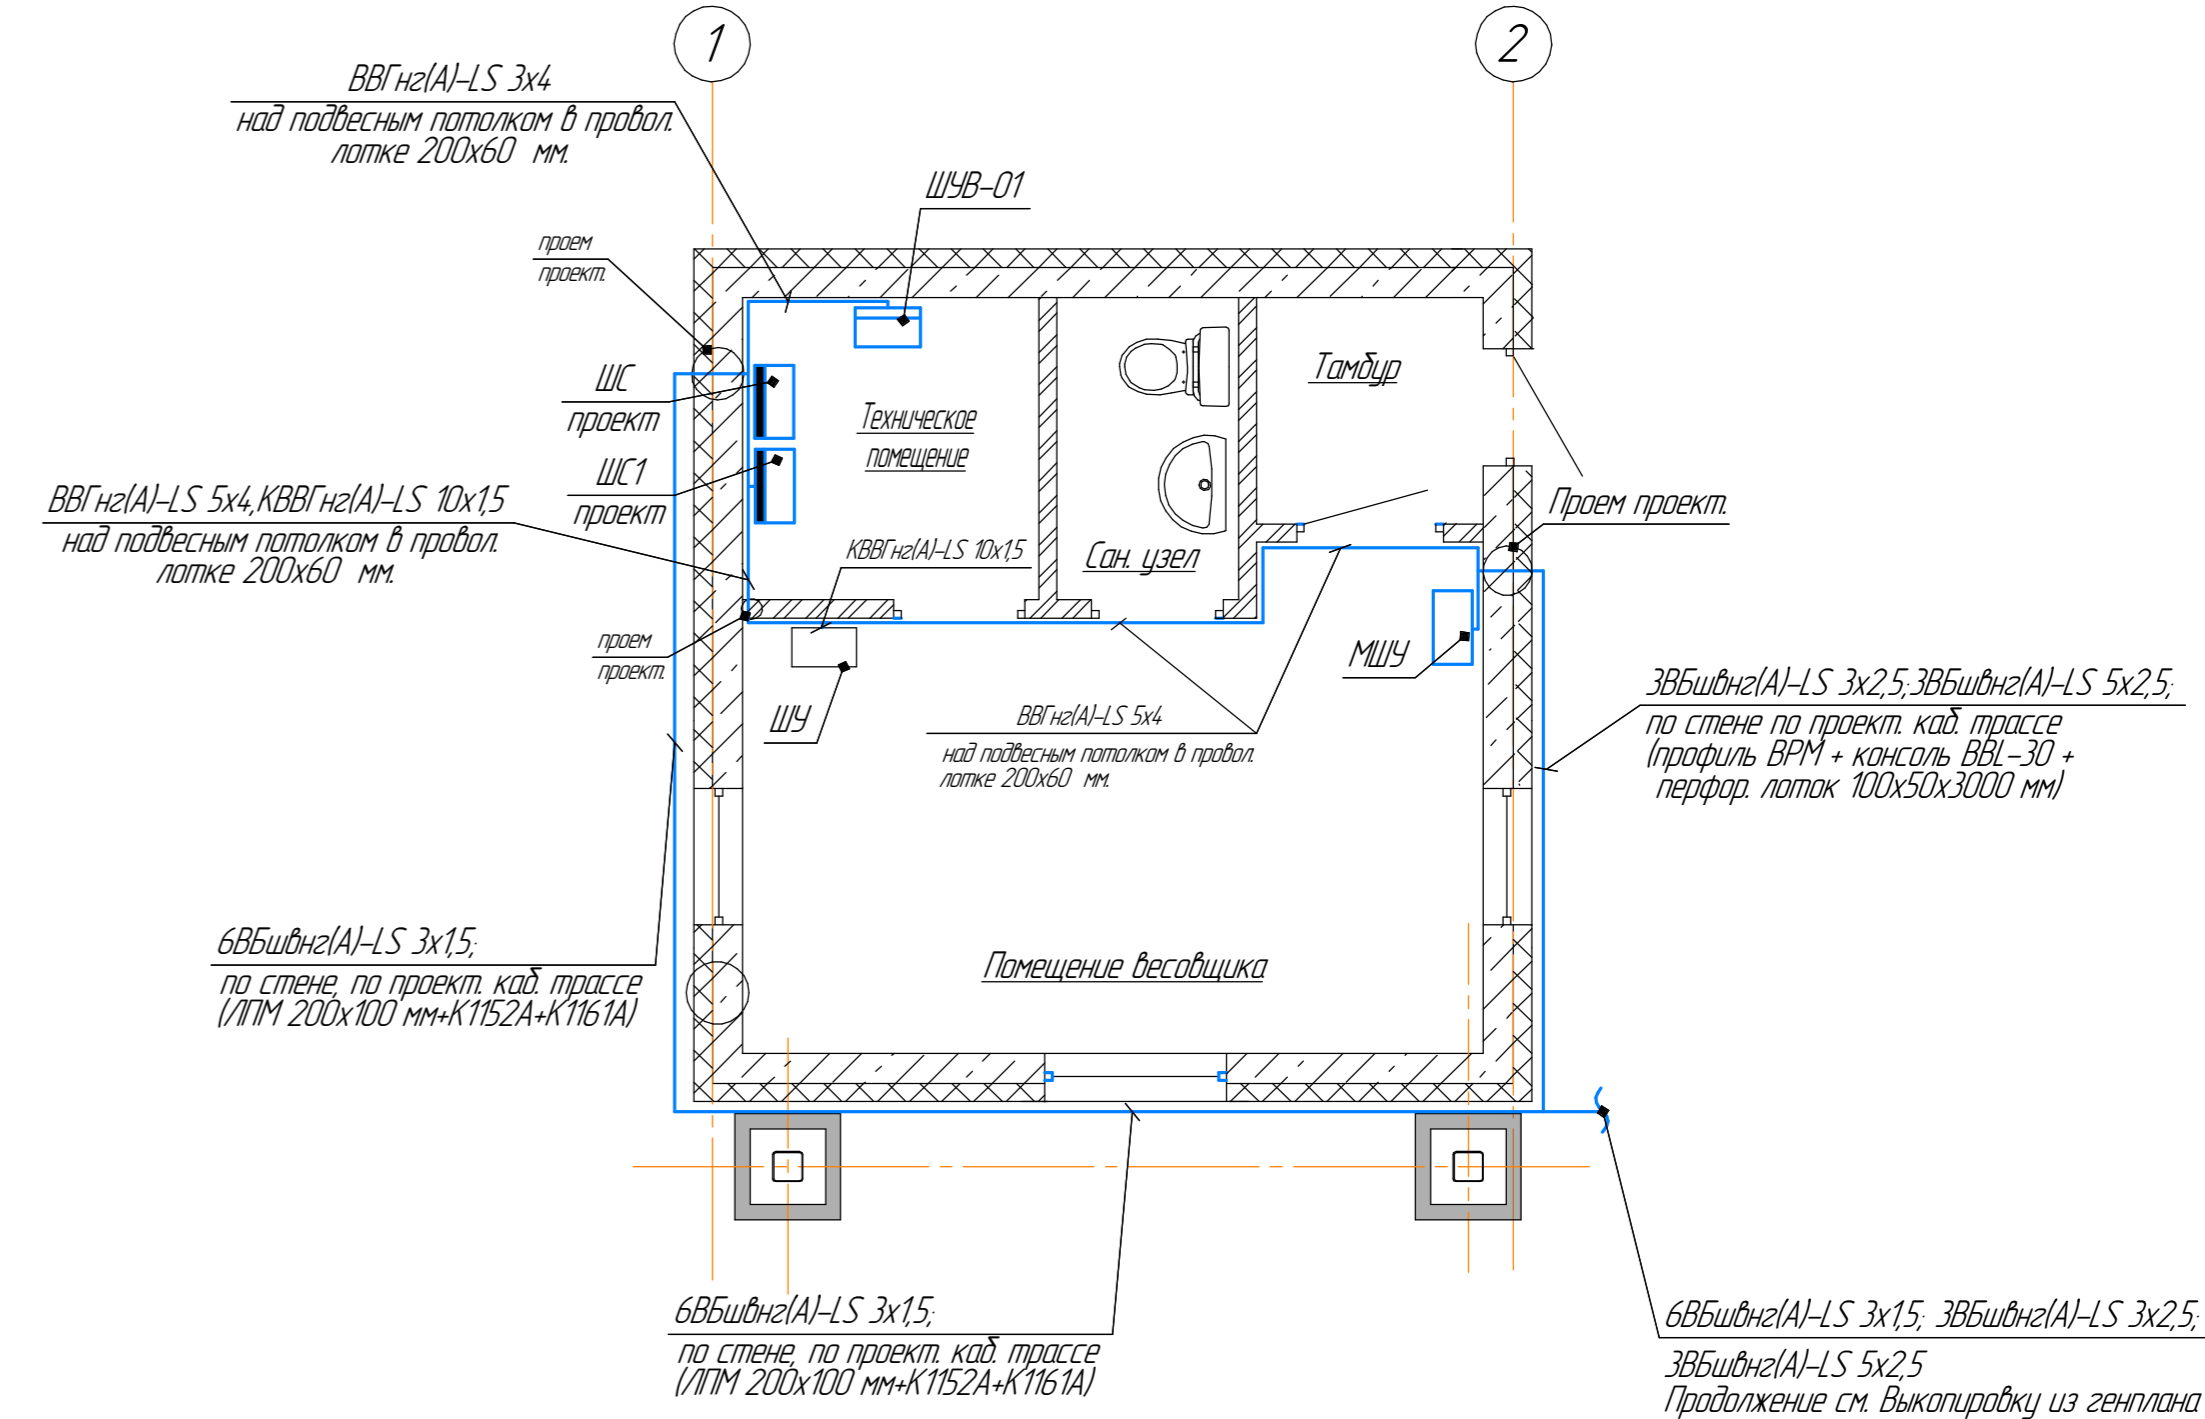 1
2
ВВГнг(А)-LS 3х4
над подвесным потолком в провол.
лотке 200х60 мм.
ШУВ-01
проем
проект.
ШС
проект
ШС1
проект
Техническое
помещение
Тамбур
ВВГнг(А)-LS 5х4,КВВГнг(А)-LS 10х1,5
над подвесным потолком в провол.
лотке 200х60 мм.
Проем проект.
КВВГнг(А)-LS 10х1,5
Сан. узел
проем
проект.
ШУ
МШУ
ВВГнг(А)-LS 5х4
над подвесным потолком в провол.
лотке 200х60 мм.
3ВБшвнг(А)-LS 3х2,5;3ВБшвнг(А)-LS 5х2,5;
по стене по проект. каб. трассе
(профиль ВРМ + консоль BBL-30 +
перфор. лоток 100х50х3000 мм)
6ВБшвнг(А)-LS 3х1,5;
по стене, по проект. каб. трассе
(ЛПМ 200х100 мм+К1152А+К1161А)
Помещение весовщика
6ВБшвнг(А)-LS 3х1,5;
по стене, по проект. каб. трассе
(ЛПМ 200х100 мм+К1152А+К1161А)
6ВБшвнг(А)-LS 3х1,5; 3ВБшвнг(А)-LS 3х2,5;
3ВБшвнг(А)-LS 5х2,5
Продолжение см. Выкопировку из генплана